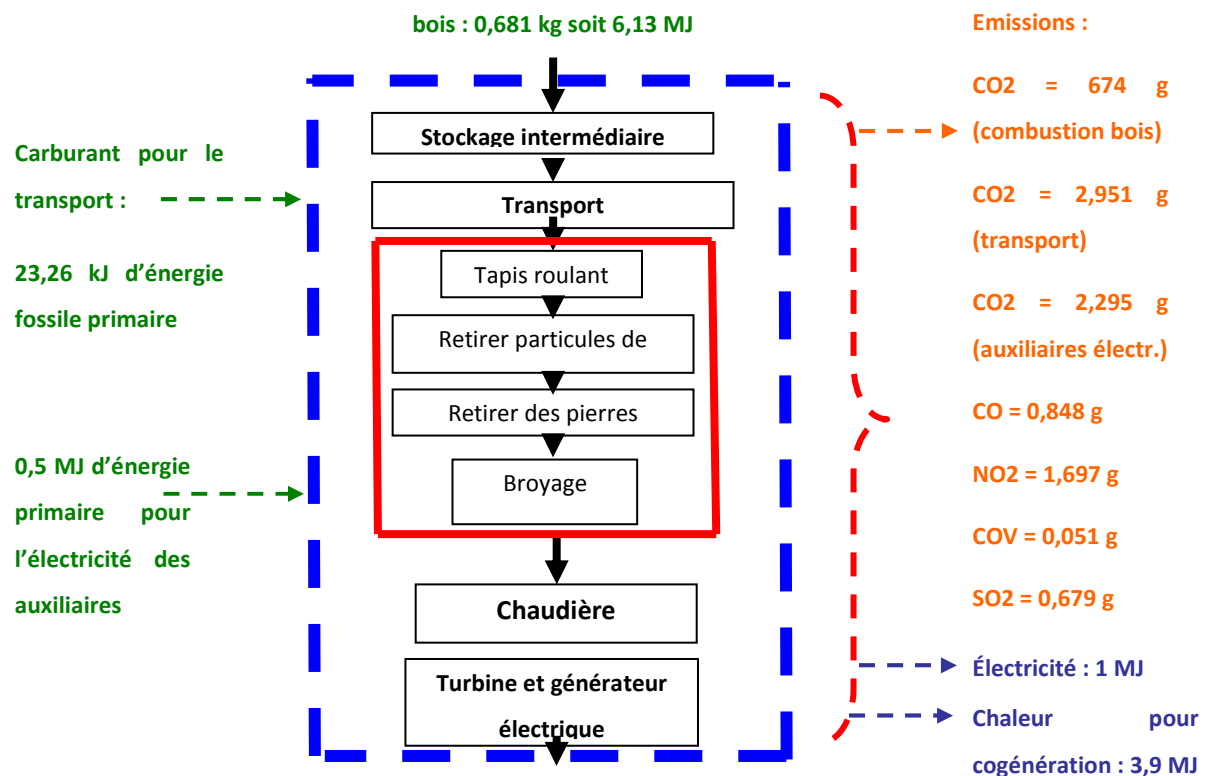 bois : 0,681 kg soit 6,13 MJ
Carburant pour le
transport :
23,26 kJ d’énergie
fossile primaire
0,5 MJ d’énergie
primaire pour
l’électricité des
auxiliaires
Stockage intermédiaire
Transport
Tapis roulant
Retirer particules de
Retirer des pierres
Broyage
Chaudière
Turbine et générateur
électrique
Emissions :
CO2 = 674 g
(combustion bois)
CO2 = 2,951 g
(transport)
CO2 = 2,295 g
(auxiliaires électr.)
CO = 0,848 g
NO2 = 1,697 g
COV = 0,051 g
SO2 = 0,679 g
Électricité : 1 MJ
Chaleur pour
cogénération : 3,9 MJ